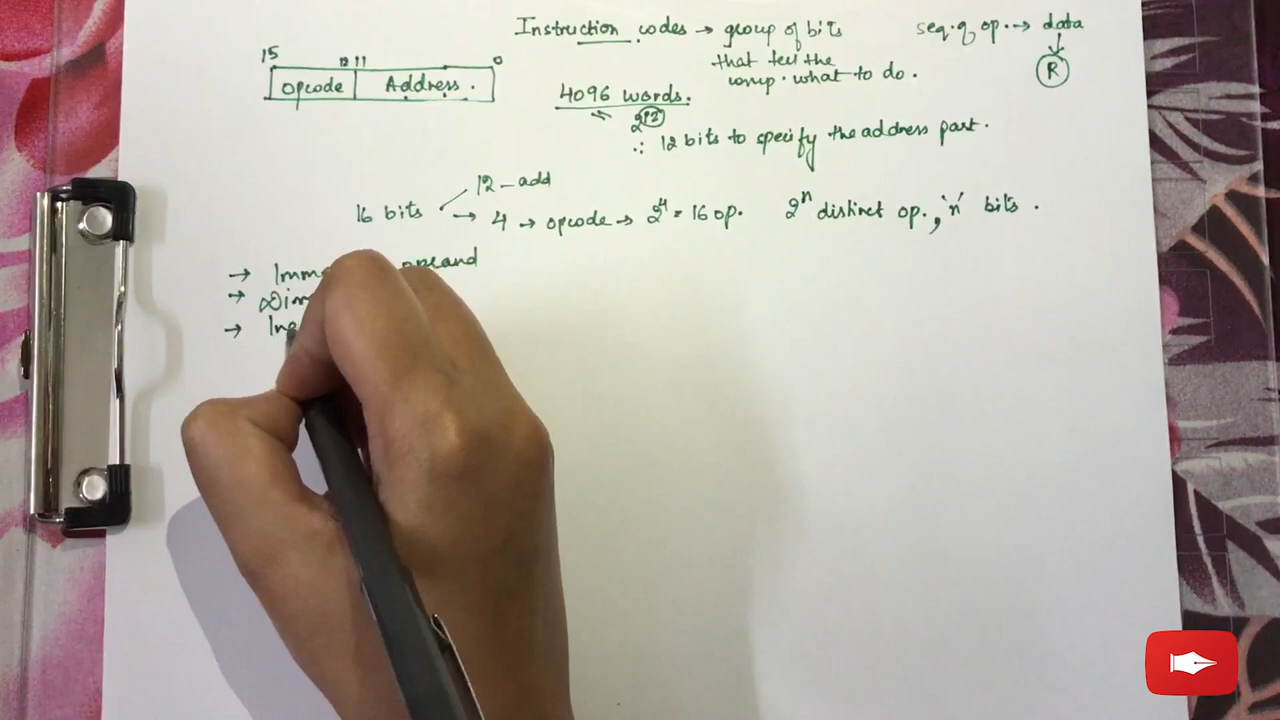 Instruction codes → group of bits
that tell the
comp. what to do.
seq. of op. → data
R
15 12 11 0
opcode Address.
4096 words.
2^12
∴ 12 bits to specify the address part.
16 bits
12 - add
→ 4 → opcode → 2^4 = 16 op.
2^n distinct op., 'n' bits.
→ Imm
→ Dir
→